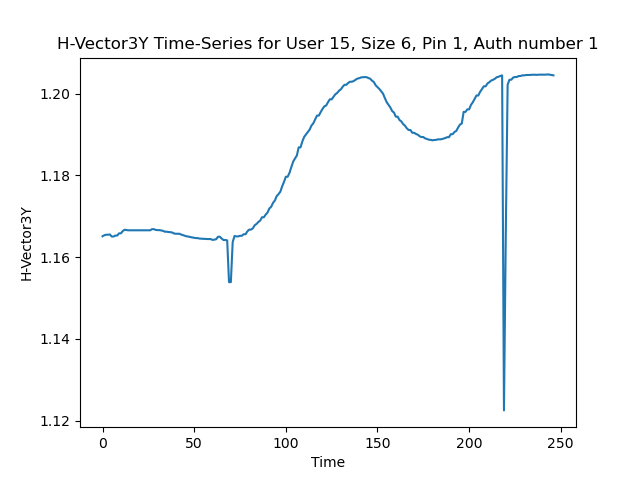 H-Vector3Y Time-Series for User 15, Size 6, Pin 1, Auth number 1
1.20
1.18
1.16
1.14
1.12
H-Vector3Y
0 50 100 150 200 250
Time